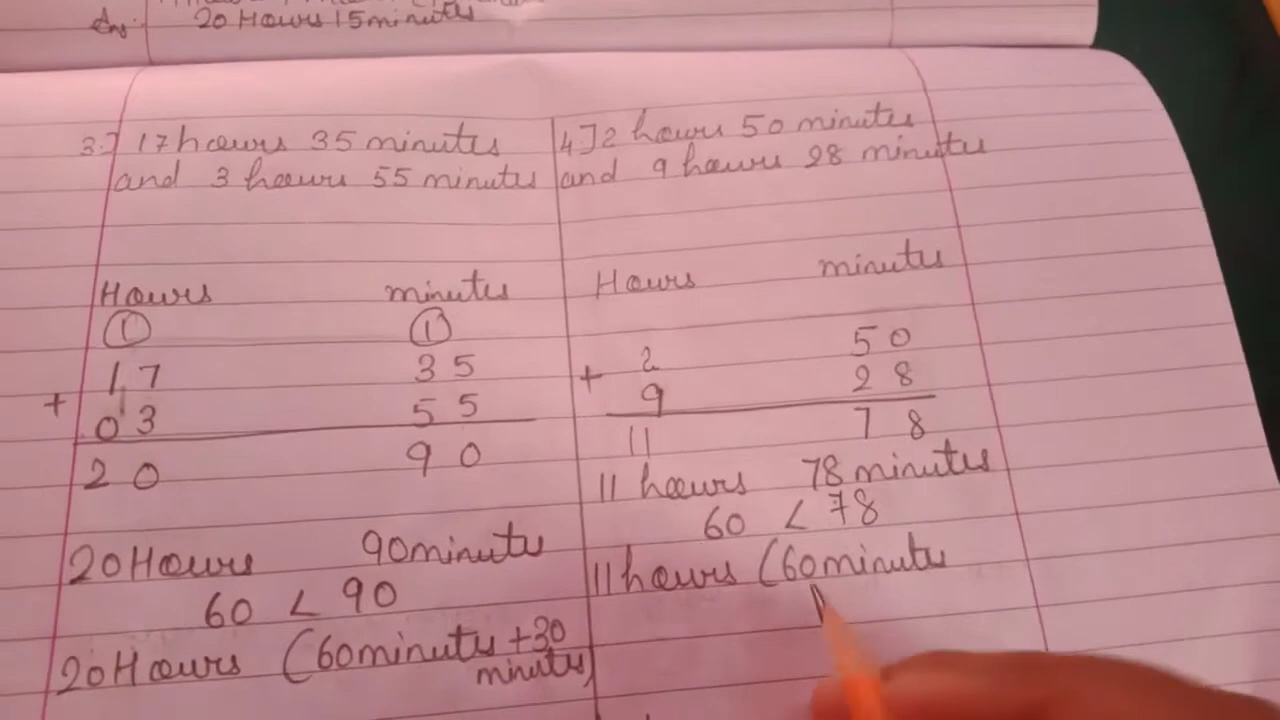 Ans. 20 Hours 15 minutes
3.] 17 hours 35 minutes
and 3 hours 55 minutes
Hours minutes
1 1
17 35
+ 03 55
20 90
20 Hours 90 minutes
60 < 90
20 Hours (60 minutes + 30
minutes)
4] 2 hours 50 minutes
and 9 hours 28 minutes
Hours minutes
2 50
+ 9 28
11 78
11 hours 78 minutes
60 < 78
11 hours (60 minutes